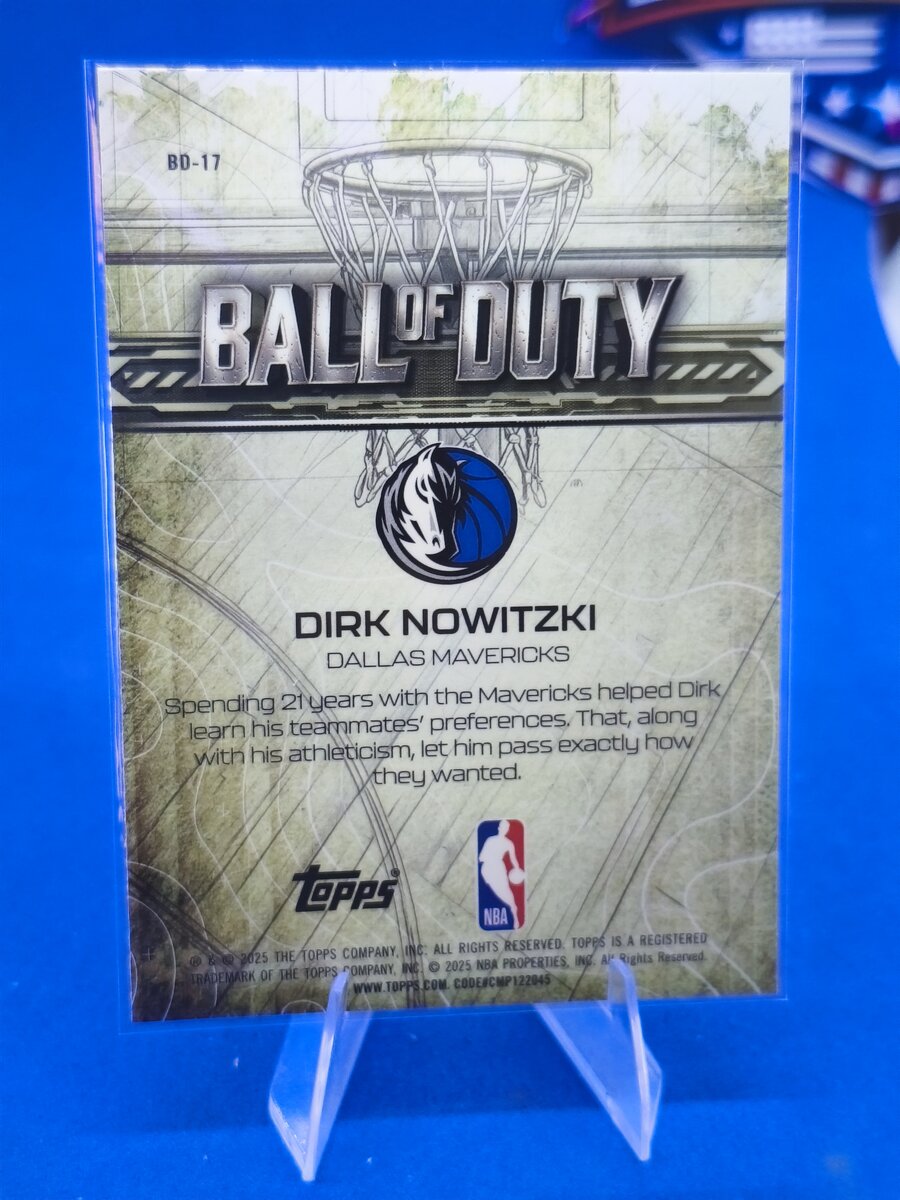 BD-17
BALL OF DUTY
DIRK NOWITZKI
DALLAS MAVERICKS
Spending 21 years with the Mavericks helped Dirk
learn his teammates' preferences. That, along
with his athleticism, let him pass exactly how
they wanted.
topps®
NBA
® & © 2025 THE TOPPS COMPANY, INC. ALL RIGHTS RESERVED. TOPPS IS A REGISTERED
TRADEMARK OF THE TOPPS COMPANY, INC. © 2025 NBA PROPERTIES, INC. All Rights Reserved.
WWW.TOPPS.COM. CODE#CMP122045